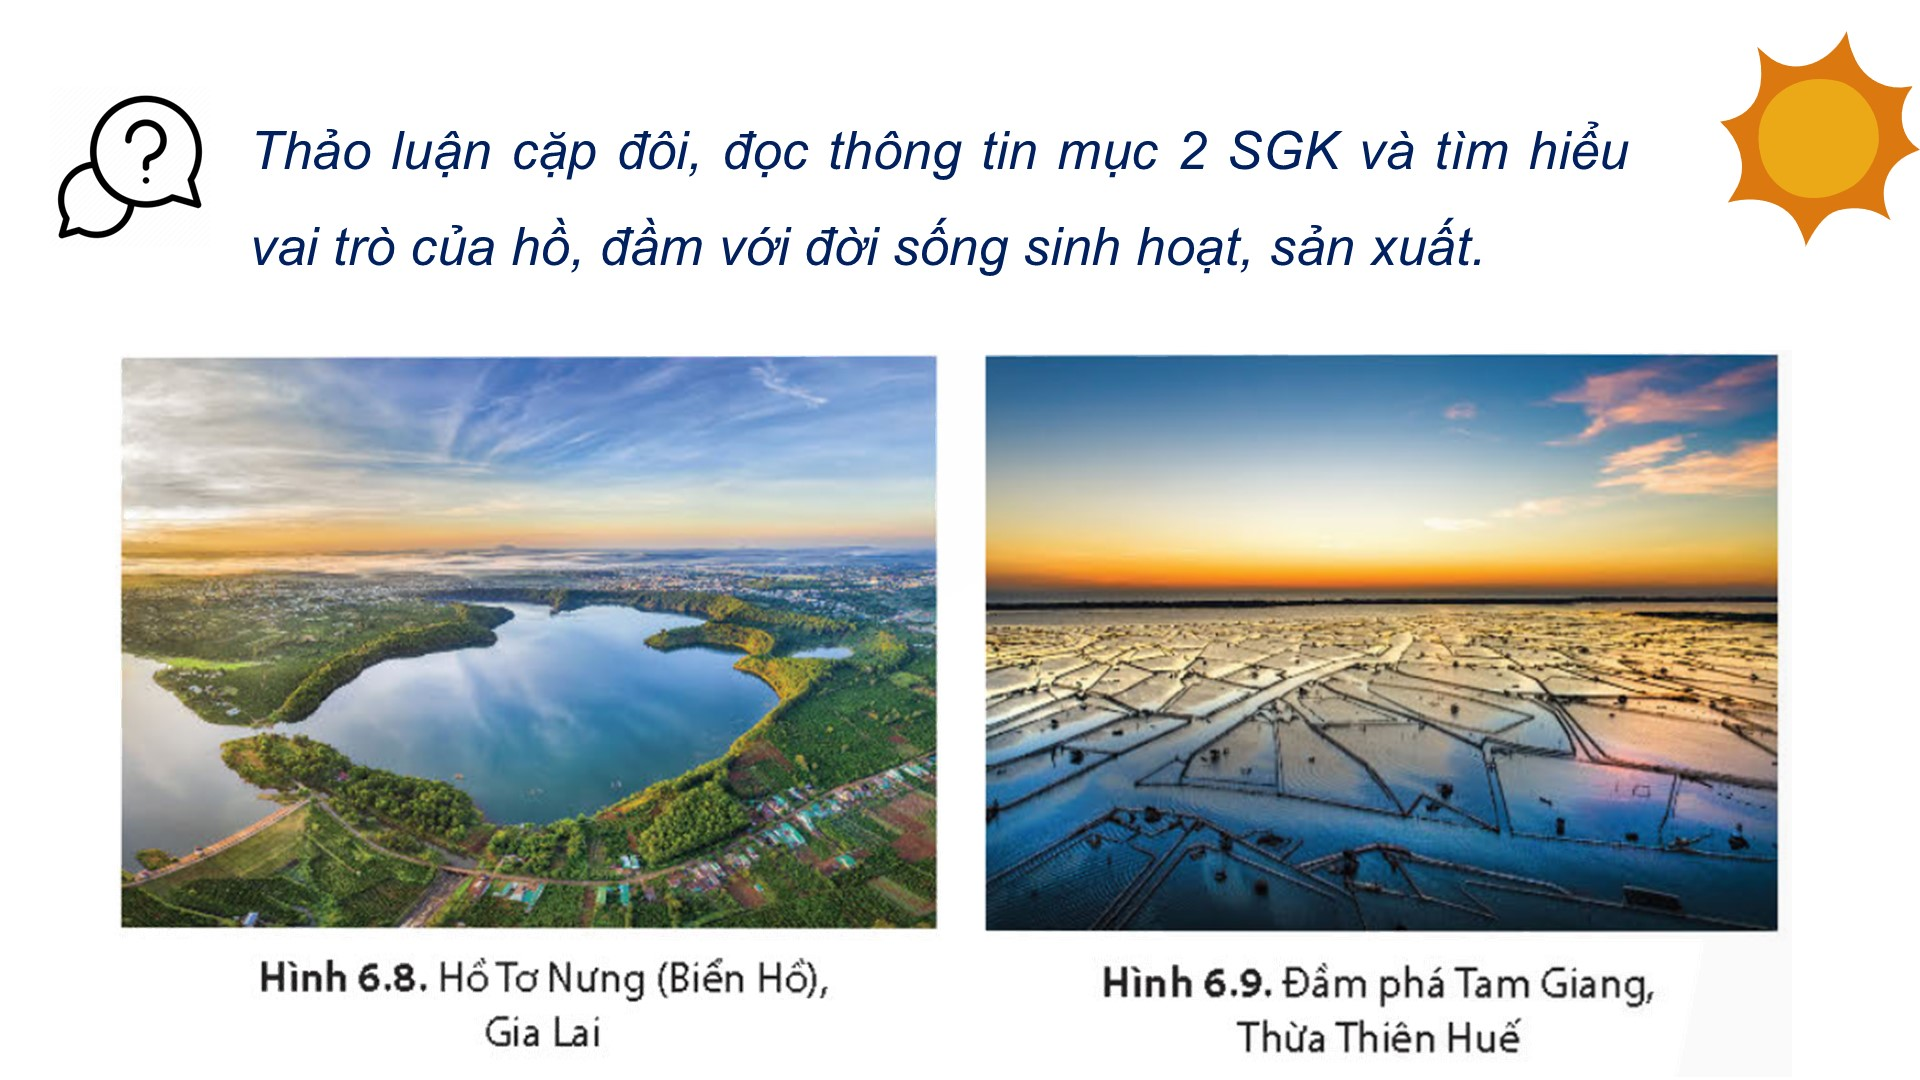 Thảo luận cặp đôi, đọc thông tin mục 2 SGK và tìm hiểu
vai trò của hồ, đầm với đời sống sinh hoạt, sản xuất.
Hình 6.8. Hồ Tơ Nưng (Biển Hồ),
Gia Lai
Hình 6.9. Đầm phá Tam Giang,
Thừa Thiên Huế